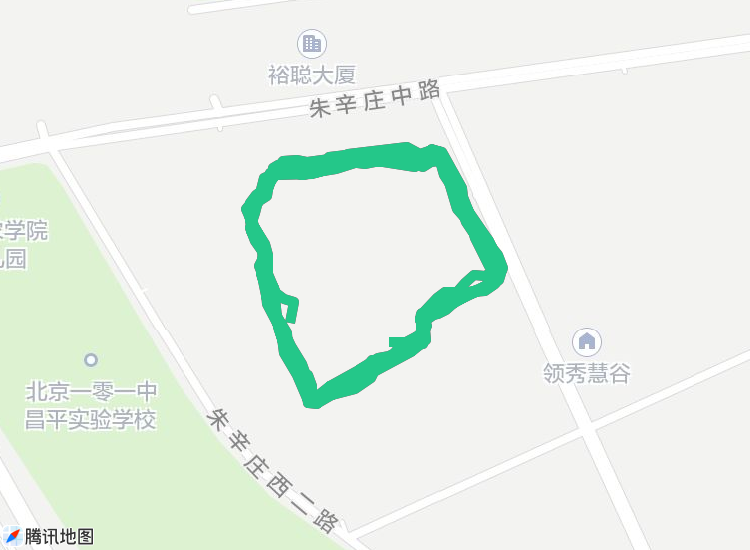 裕聪大厦
朱辛庄中路
学院
园
领秀慧谷
北京一零一中
昌平实验学校
朱辛庄西二路
腾讯地图